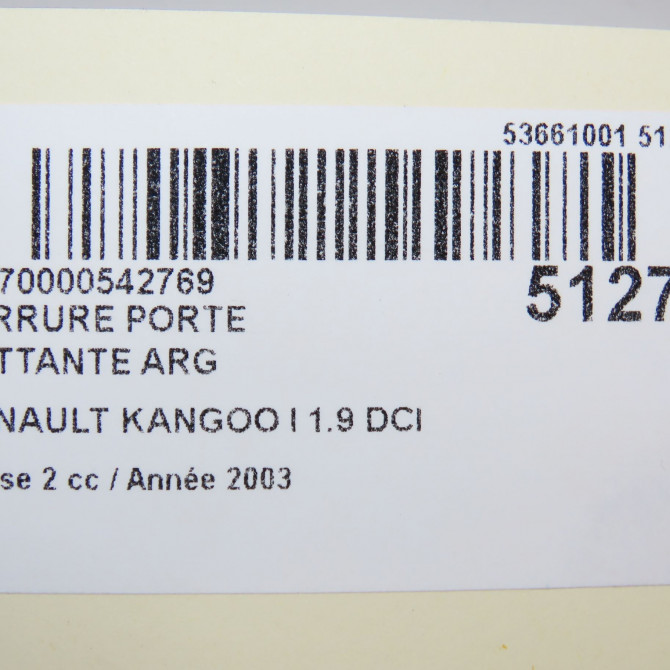 53661001 51
70000542769
5127
RRURE PORTE
TTANTE ARG
NAULT KANGOO I 1.9 DCI
se 2 cc / Année 2003